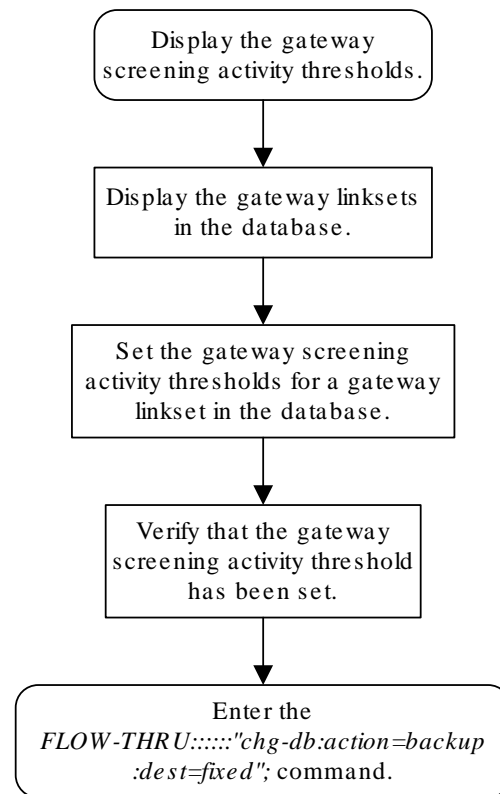 Display the gateway
screening activity thresholds.
Display the gateway linksets
in the database.
Set the gateway screening
activity thresholds for a gateway
linkset in the database.
Verify that the gateway
screening activity threshold
has been set.
Enter the
FLOW-THRU::::::"chg-db:action=backup
:dest=fixed"; command.